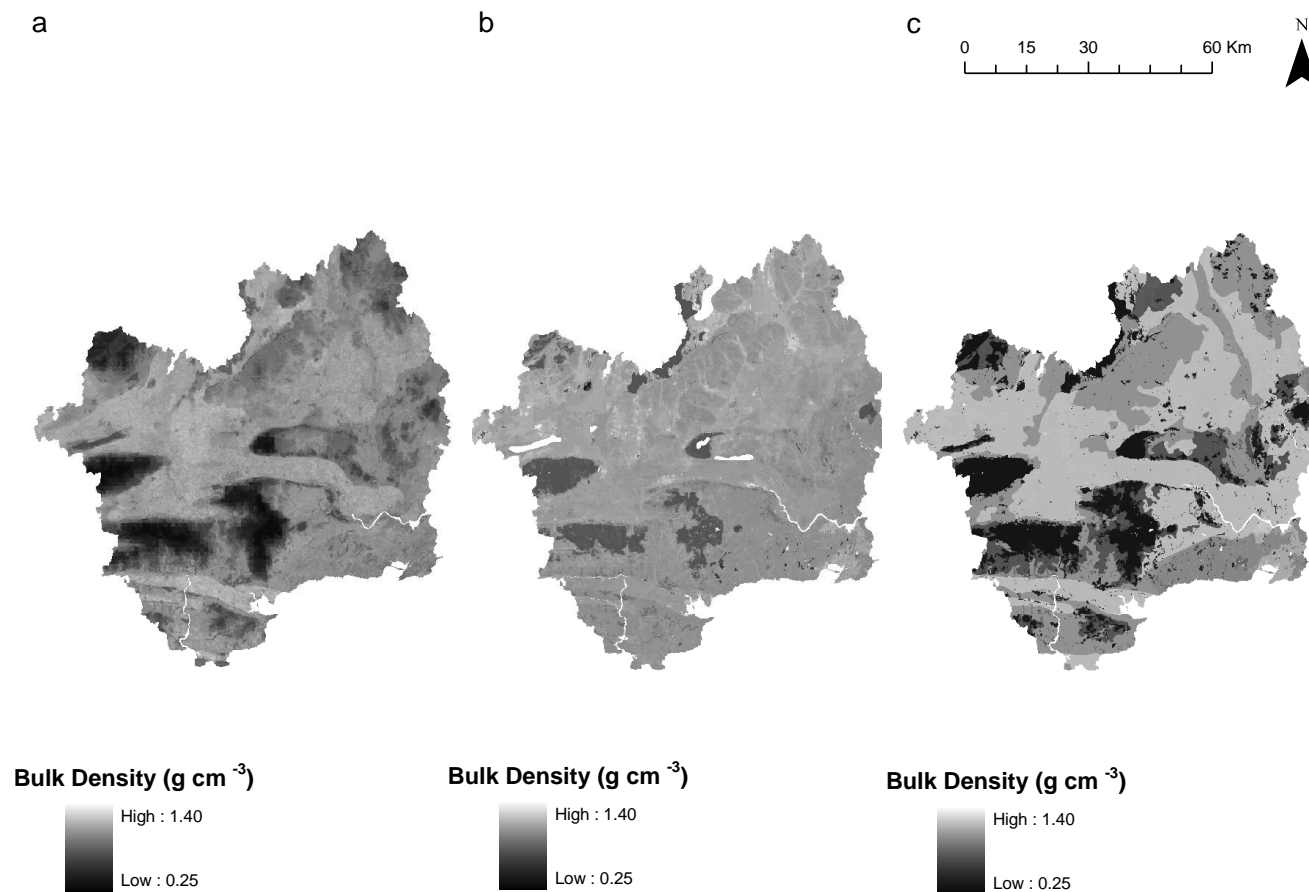 a
b
c
0 15 30 60 Km
N
Bulk Density (g cm -3)
High : 1.40
Low : 0.25
Bulk Density (g cm -3)
High : 1.40
Low : 0.25
Bulk Density (g cm -3)
High : 1.40
Low : 0.25